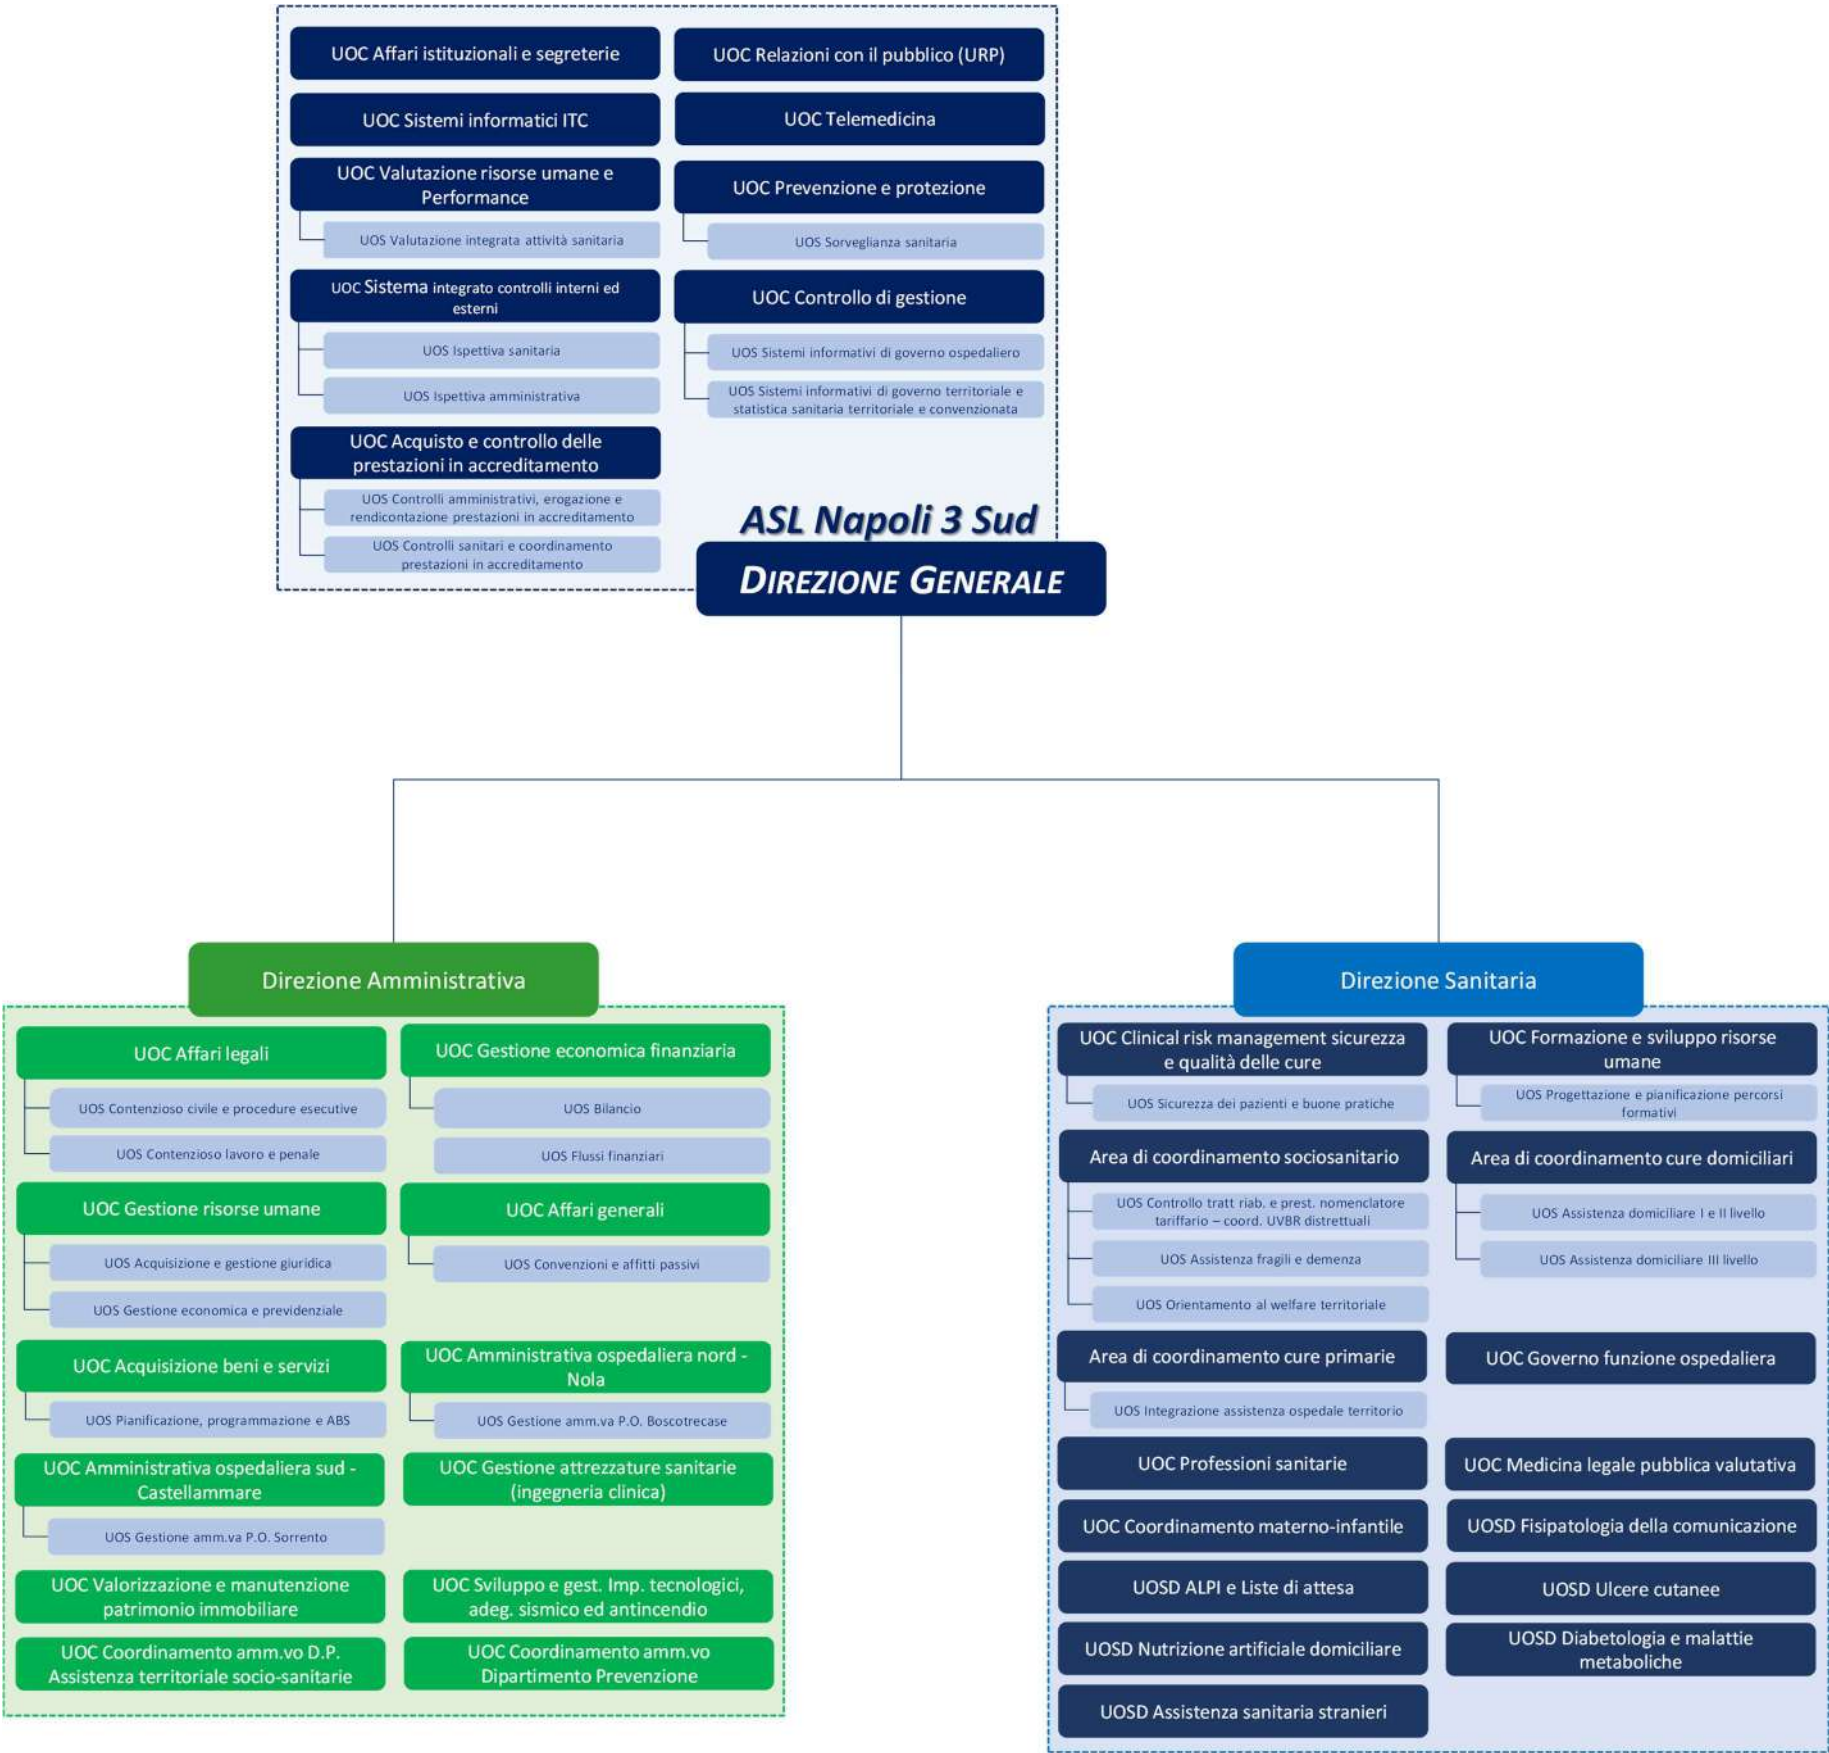 UOC Affari istituzionali e segreterie
UOC Relazioni con il pubblico (URP)
UOC Sistemi informatici ITC
UOC Telemedicina
UOC Valutazione risorse umane e
Performance
UOC Prevenzione e protezione
UOS Valutazione integrata attività sanitaria
UOS Sorveglianza sanitaria
UOC Sistema integrato controlli interni ed
esterni
UOC Controllo di gestione
UOS Ispettiva sanitaria
UOS Sistemi informativi di governo ospedaliero
UOS Ispettiva amministrativa
UOS Sistemi informativi di governo territoriale e
statistica sanitaria territoriale e convenzionata
UOC Acquisto e controllo delle
prestazioni in accreditamento
UOS Controlli amministrativi, erogazione e
rendicontazione prestazioni in accreditamento
UOS Controlli sanitari e coordinamento
prestazioni in accreditamento
ASL Napoli 3 Sud
DIREZIONE GENERALE
Direzione Amministrativa
UOC Affari legali
UOC Gestione economica finanziaria
UOS Contenzioso civile e procedure esecutive
UOS Bilancio
UOS Contenzioso lavoro e penale
UOS Flussi finanziari
UOC Gestione risorse umane
UOC Affari generali
UOS Acquisizione e gestione giuridica
UOS Convenzioni e affitti passivi
UOS Gestione economica e previdenziale
UOC Acquisizione beni e servizi
UOC Amministrativa ospedaliera nord -
Nola
UOS Pianificazione, programmazione e ABS
UOS Gestione amm.va P.O. Boscotrecase
UOC Amministrativa ospedaliera sud -
Castellammare
UOC Gestione attrezzature sanitarie
(ingegneria clinica)
UOS Gestione amm.va P.O. Sorrento
UOC Valorizzazione e manutenzione
patrimonio immobiliare
UOC Sviluppo e gest. Imp. tecnologici,
adeg. sismico ed antincendio
UOC Coordinamento amm.vo D.P.
Assistenza territoriale socio-sanitarie
UOC Coordinamento amm.vo
Dipartimento Prevenzione
Direzione Sanitaria
UOC Clinical risk management sicurezza
e qualità delle cure
UOC Formazione e sviluppo risorse
umane
UOS Sicurezza dei pazienti e buone pratiche
UOS Progettazione e pianificazione percorsi
formativi
Area di coordinamento sociosanitario
Area di coordinamento cure domiciliari
UOS Controllo tratt riab. e prest. nomenclatore
tariffario – coord. UVBR distrettuali
UOS Assistenza domiciliare I e II livello
UOS Assistenza fragili e demenza
UOS Assistenza domiciliare III livello
UOS Orientamento al welfare territoriale
Area di coordinamento cure primarie
UOC Governo funzione ospedaliera
UOS Integrazione assistenza ospedale territorio
UOC Professioni sanitarie
UOC Medicina legale pubblica valutativa
UOC Coordinamento materno-infantile
UOSD Fisipatologia della comunicazione
UOSD ALPI e Liste di attesa
UOSD Ulcere cutanee
UOSD Nutrizione artificiale domiciliare
UOSD Diabetologia e malattie
metaboliche
UOSD Assistenza sanitaria stranieri